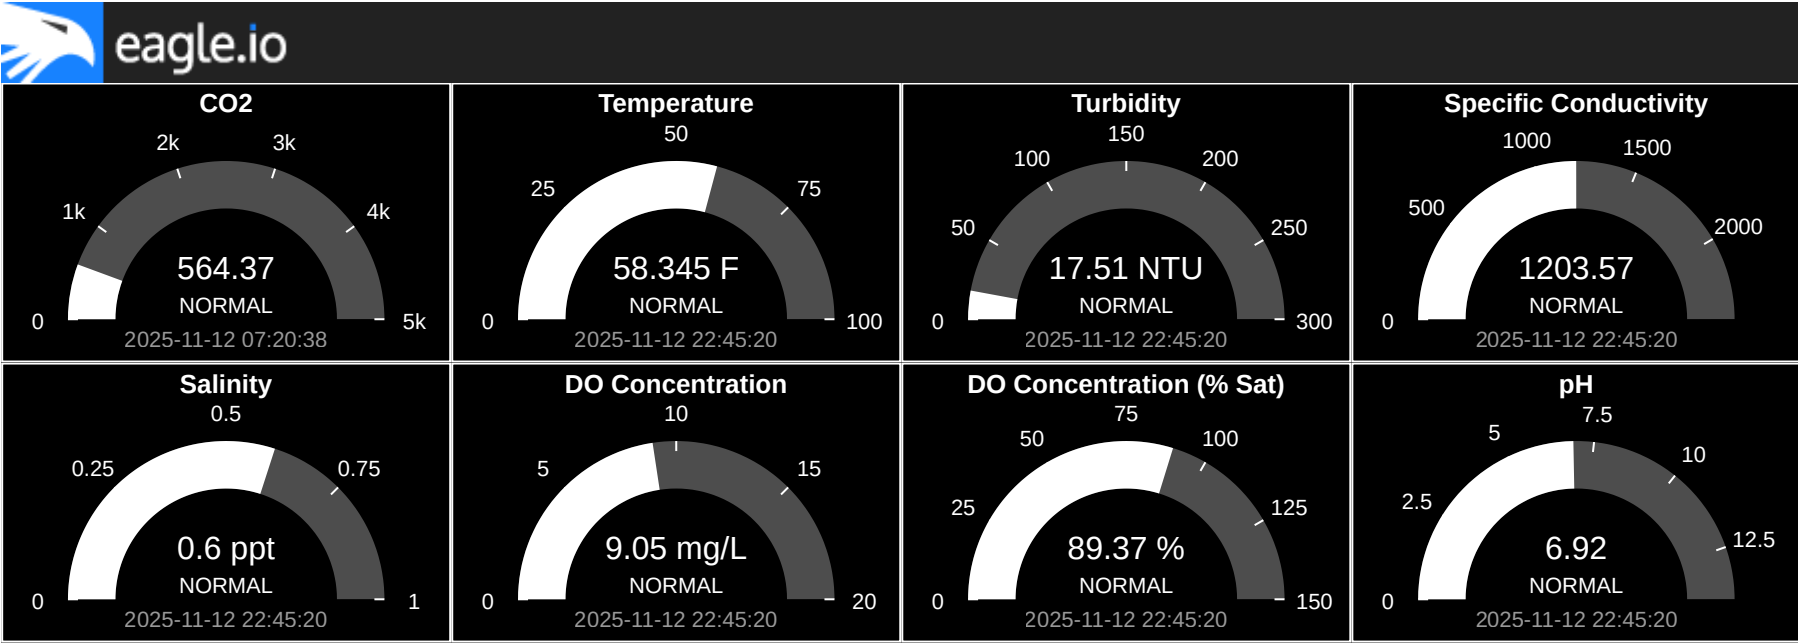 eagle.io
CO2
0
1k
2k
3k
4k
5k
564.37
NORMAL
2025-11-12 07:20:38
Temperature
0
25
50
75
100
58.345 F
NORMAL
2025-11-12 22:45:20
Turbidity
0
50
100
150
200
250
300
17.51 NTU
NORMAL
2025-11-12 22:45:20
Specific Conductivity
0
500
1000
1500
2000
1203.57
NORMAL
2025-11-12 22:45:20
Salinity
0
0.25
0.5
0.75
1
0.6 ppt
NORMAL
2025-11-12 22:45:20
DO Concentration
0
5
10
15
20
9.05 mg/L
NORMAL
2025-11-12 22:45:20
DO Concentration (% Sat)
0
25
50
75
100
125
150
89.37 %
NORMAL
2025-11-12 22:45:20
pH
0
2.5
5
7.5
10
12.5
6.92
NORMAL
2025-11-12 22:45:20